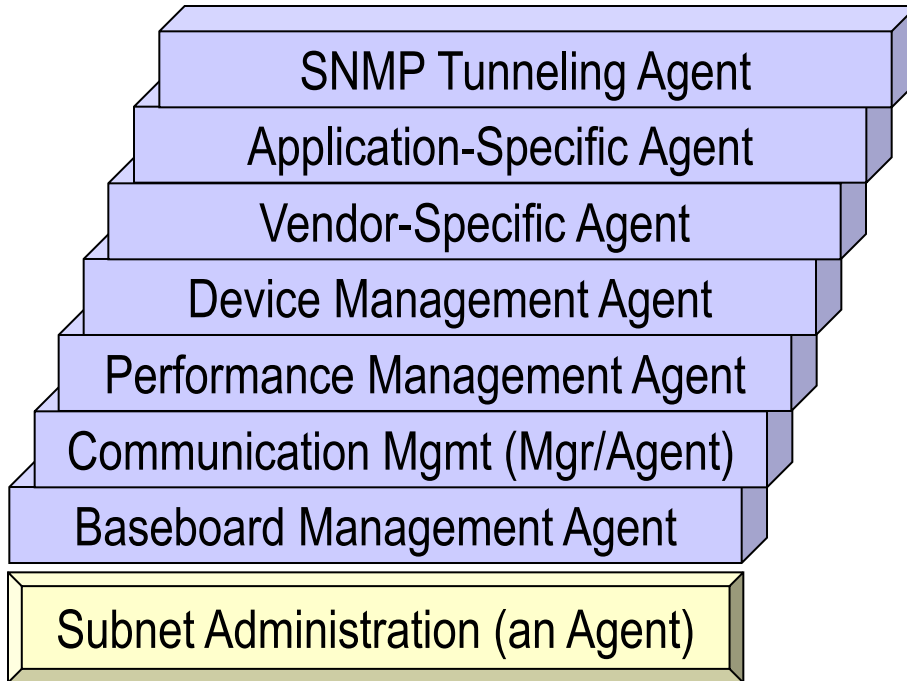 SNMP Tunneling Agent
Application-Specific Agent
Vendor-Specific Agent
Device Management Agent
Performance Management Agent
Communication Mgmt (Mgr/Agent)
Baseboard Management Agent
Subnet Administration (an Agent)